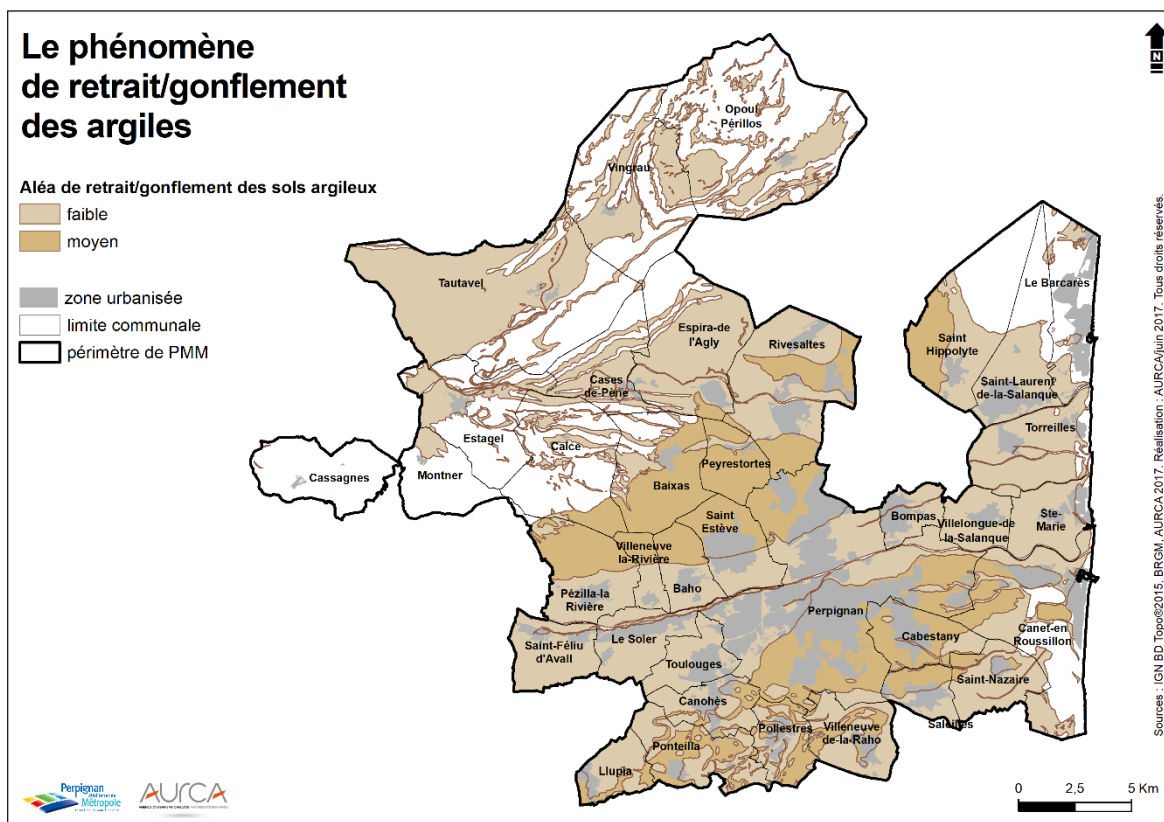 Le phénomène
de retrait/gonflement
des argiles
Aléa de retrait/gonflement des sols argileux
faible
moyen
zone urbanisée
limite communale
périmètre de PMM
N
Opoul
Périllos
Vingrau
Tautavel
Le Barcarès
Espira-de
l'Agly
Rivesaltes
Saint
Hippolyte
Saint-Laurent
de-la-Salanque
Cases
de-Pène
Torreilles
Estagel
Calce
Cassagnes
Montner
Peyrestortes
Baixas
Saint
Estève
Bompas
Villelongue-de
la-Salanque
Ste-
Marie
Villeneuve
la-Rivière
Pézilla-la
Rivière
Baho
Perpignan
Saint-Féliu
d'Avall
Le Soler
Cabestany
Canet-en
Roussillon
Toulouges
Saint-Nazaire
Canohès
Pollestres
Villeneuve
de-la-Raho
Saleilles
Ponteilla
Llupia
Sources : IGN BD Topo®2015, BRGM, AURCA 2017. Réalisation : AURCA/juin 2017. Tous droits réservés.
Perpignan
Méditerranée
Métropole
AURCA
0 2,5 5 Km